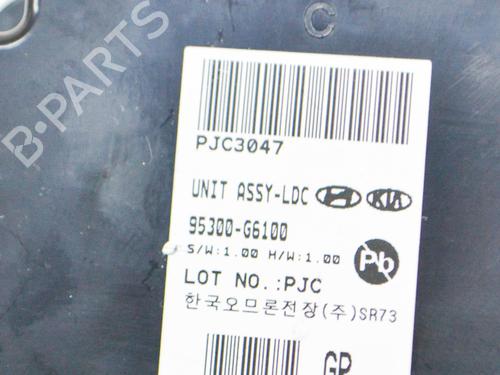 C
B-PARTS
PJC3047
UNIT ASSY-LDC KIA
95300-G6100
S/W:1.00 H/W:1.00
Pb
LOT NO.:PJC
한국오므론전장(주)SR73
GP